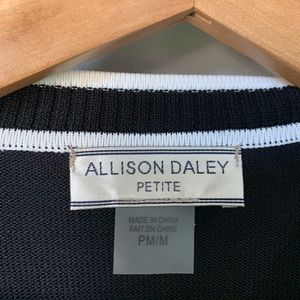 ALLISON DALEY
PETITE
MADE IN CHINA
FAIT EN CHINE
PM/M